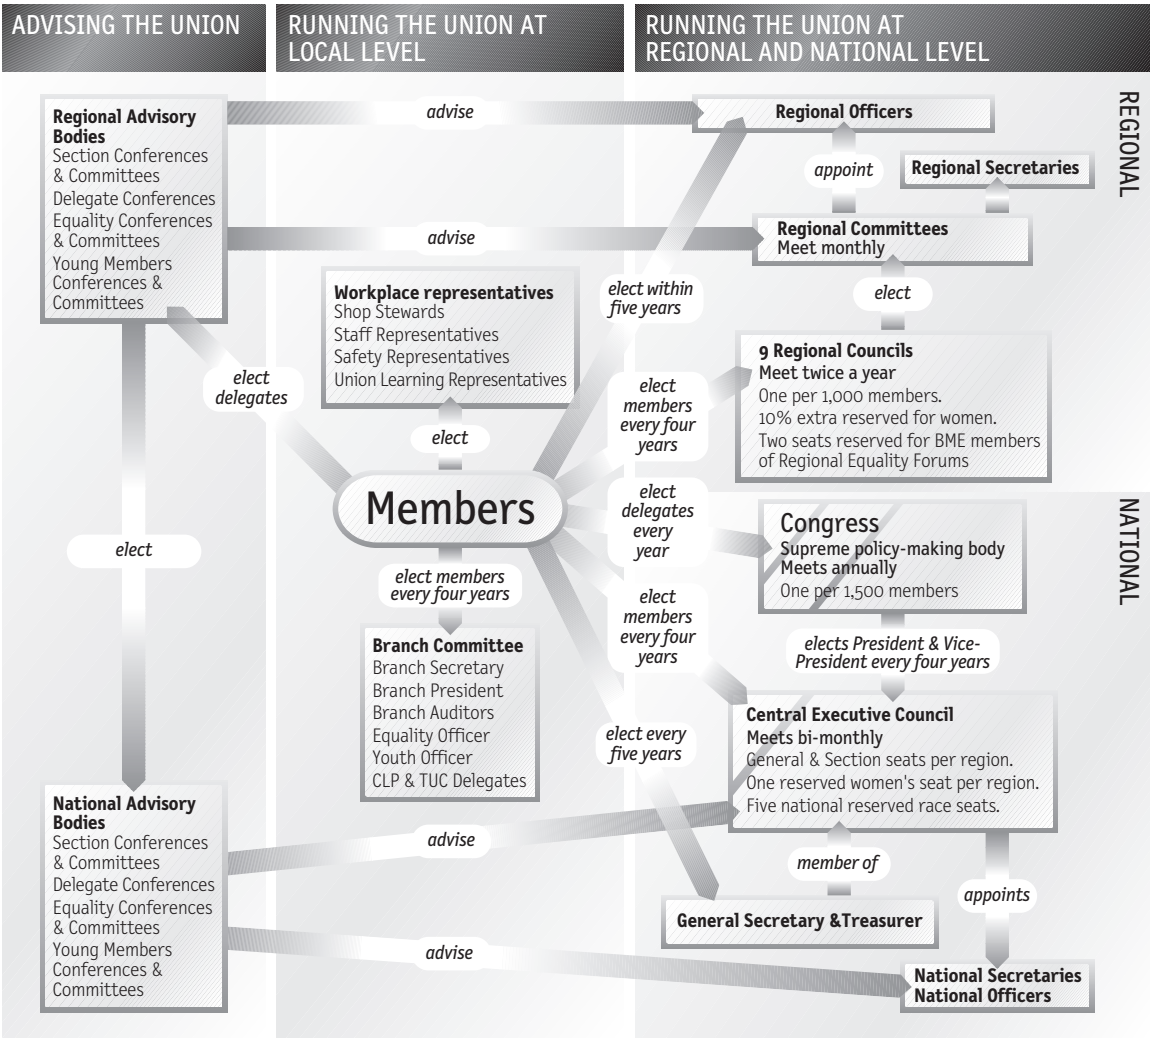 ADVISING THE UNION
RUNNING THE UNION AT
LOCAL LEVEL
RUNNING THE UNION AT
REGIONAL AND NATIONAL LEVEL
REGIONAL
NATIONAL
Regional Advisory
Bodies
Section Conferences
& Committees
Delegate Conferences
Equality Conferences
& Committees
Young Members
Conferences &
Committees
advise
advise
elect
delegates
elect
National Advisory
Bodies
Section Conferences
& Committees
Delegate Conferences
Equality Conferences
& Committees
Young Members
Conferences &
Committees
advise
advise
Workplace representatives
Shop Stewards
Staff Representatives
Safety Representatives
Union Learning Representatives
elect
Members
elect members
every four years
Branch Committee
Branch Secretary
Branch President
Branch Auditors
Equality Officer
Youth Officer
CLP & TUC Delegates
elect within
five years
elect
members
every four
years
elect
delegates
every
year
elect
members
every four
years
elect every
five years
Regional Officers
appoint
Regional Secretaries
Regional Committees
Meet monthly
elect
9 Regional Councils
Meet twice a year
One per 1,000 members.
10% extra reserved for women.
Two seats reserved for BME members
of Regional Equality Forums
Congress
Supreme policy-making body
Meets annually
One per 1,500 members
elects President & Vice-
President every four years
Central Executive Council
Meets bi-monthly
General & Section seats per region.
One reserved women's seat per region.
Five national reserved race seats.
member of
appoints
General Secretary &Treasurer
National Secretaries
National Officers